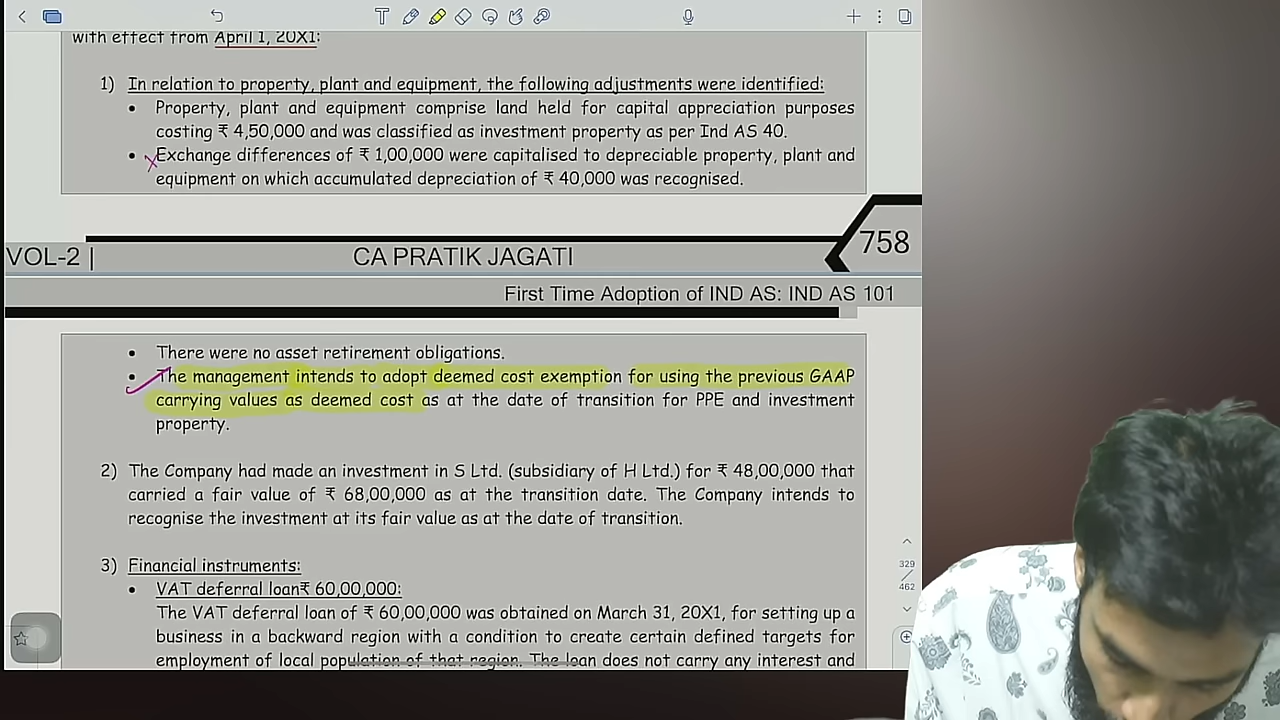 with effect from April 1, 20X1:
1) In relation to property, plant and equipment, the following adjustments were identified:
• Property, plant and equipment comprise land held for capital appreciation purposes
costing ₹ 4,50,000 and was classified as investment property as per Ind AS 40.
• Exchange differences of ₹ 1,00,000 were capitalised to depreciable property, plant and
equipment on which accumulated depreciation of ₹ 40,000 was recognised.
758
VOL-2 | CA PRATIK JAGATI
First Time Adoption of IND AS: IND AS 101
• There were no asset retirement obligations.
• The management intends to adopt deemed cost exemption for using the previous GAAP
carrying values as deemed cost as at the date of transition for PPE and investment
property.
2) The Company had made an investment in S Ltd. (subsidiary of H Ltd.) for ₹ 48,00,000 that
carried a fair value of ₹ 68,00,000 as at the transition date. The Company intends to
recognise the investment at its fair value as at the date of transition.
3) Financial instruments:
• VAT deferral loan₹ 60,00,000:
The VAT deferral loan of ₹ 60,00,000 was obtained on March 31, 20X1, for setting up a
business in a backward region with a condition to create certain defined targets for
employment of local population of that region. The loan does not carry any interest and
329
462